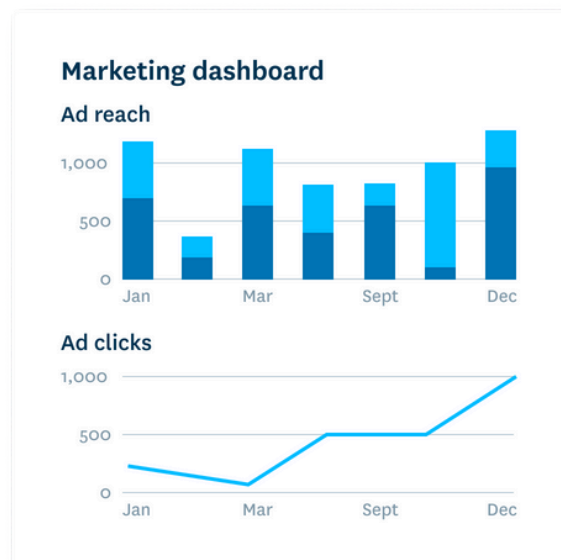 Marketing dashboard
Ad reach
1,000
500
0
Jan Mar Sept Dec
Ad clicks
1,000
500
0
Jan Mar Sept Dec